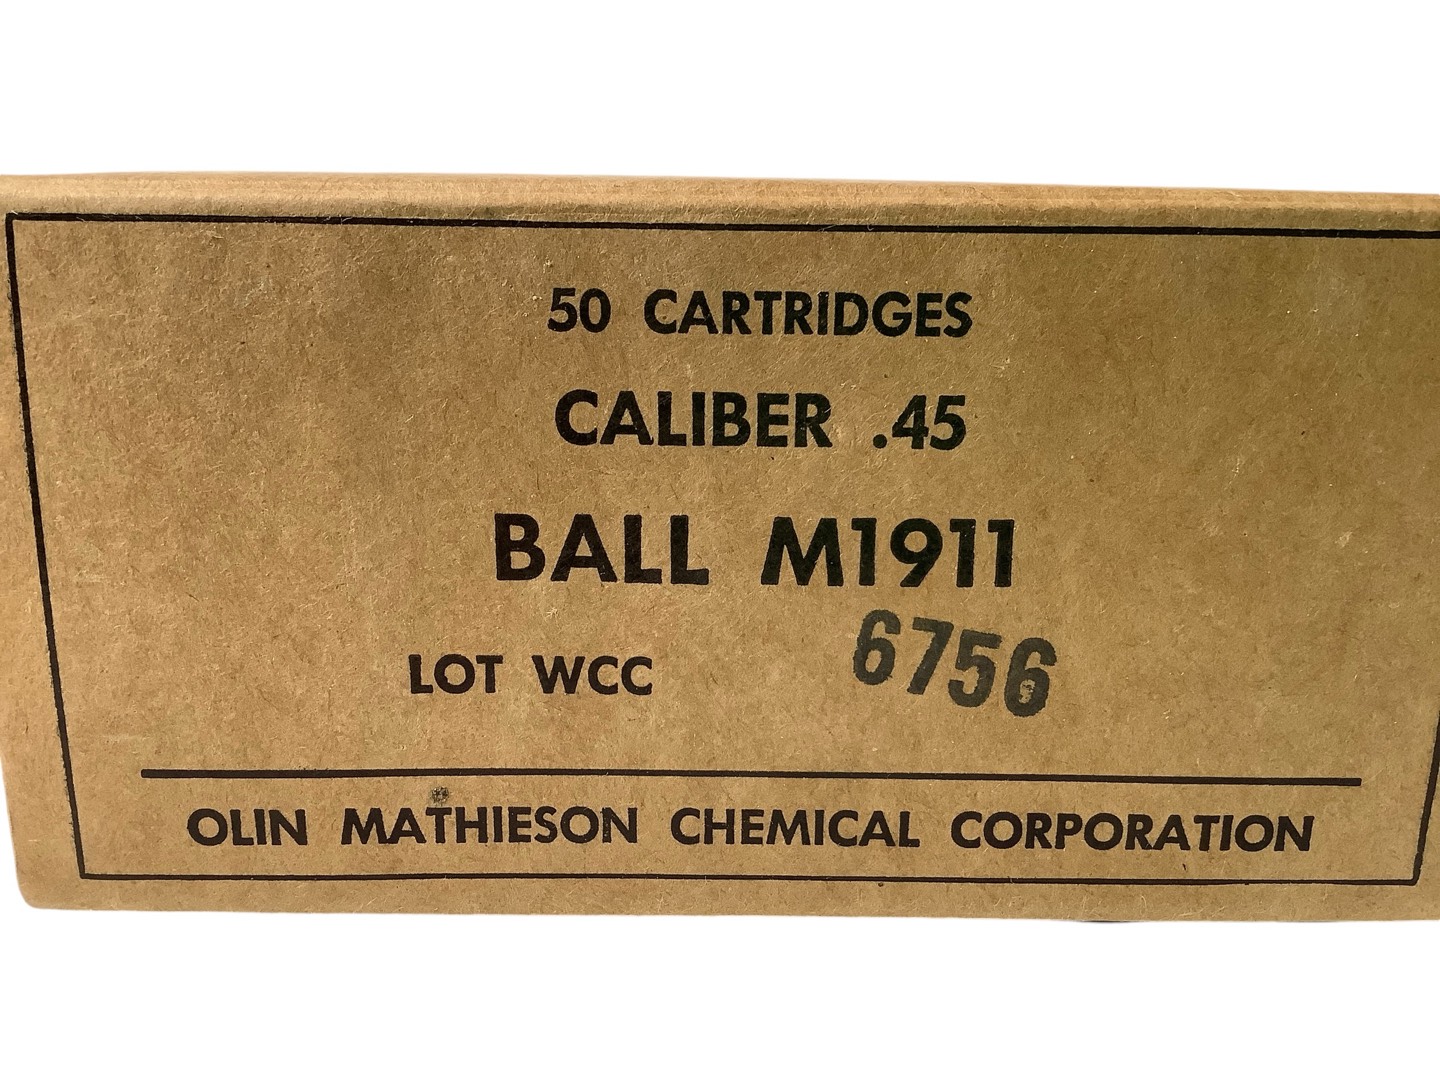 50 CARTRIDGES
CALIBER .45
BALL M1911
LOT WCC 6756
OLIN MATHIESON CHEMICAL CORPORATION